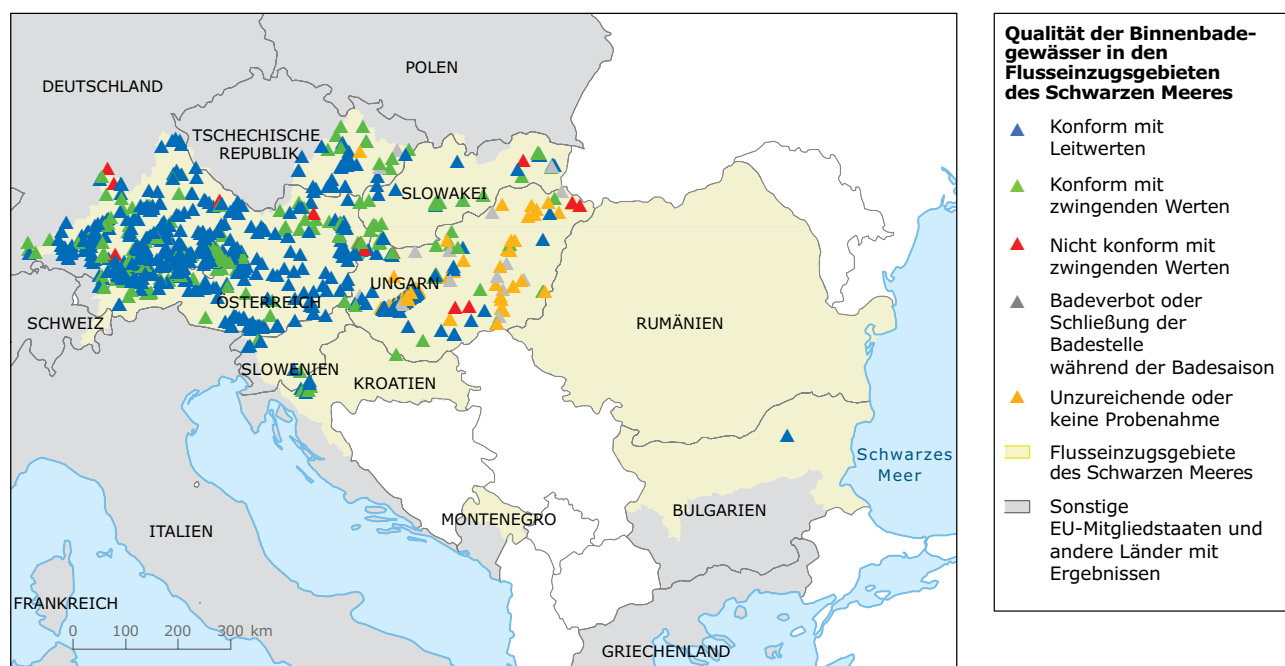 POLEN
DEUTSCHLAND
TSCHECHISCHE
REPUBLIK
SLOWAKEI
UNGARN
ÖSTERREICH
SCHWEIZ
RUMÄNIEN
SLOWENIEN
KROATIEN
Schwarzes
Meer
BULGARIEN
MONTENEGRO
ITALIEN
FRANKREICH
GRIECHENLAND
0 100 200 300 km
Qualität der Binnenbade-
gewässer in den
Flusseinzugsgebieten
des Schwarzen Meeres
Konform mit
Leitwerten
Konform mit
zwingenden Werten
Nicht konform mit
zwingenden Werten
Badeverbot oder
Schließung der
Badestelle
während der Badesaison
Unzureichende oder
keine Probenahme
Flusseinzugsgebiete
des Schwarzen Meeres
Sonstige
EU-Mitgliedstaaten und
andere Länder mit
Ergebnissen